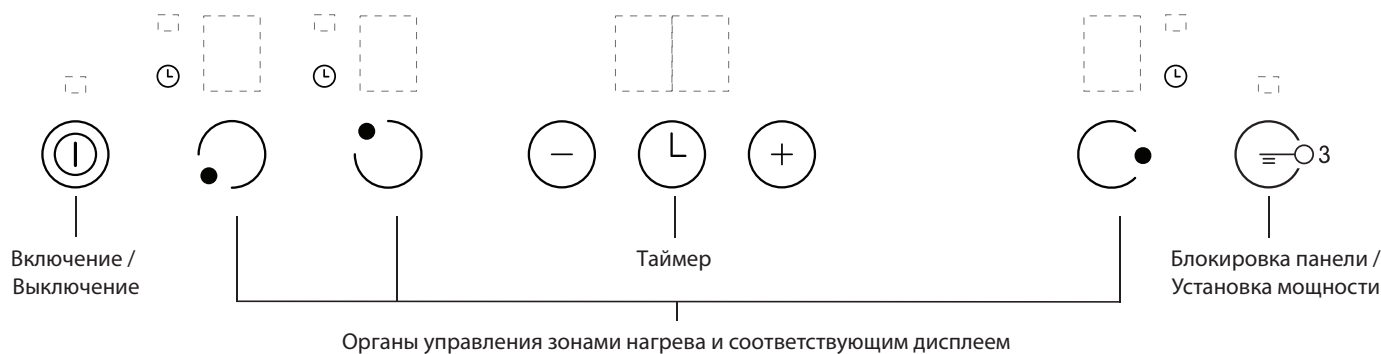 3
Включение /
Выключение
Таймер
Блокировка панели /
Установка мощности
Органы управления зонами нагрева и соответствующим дисплеем